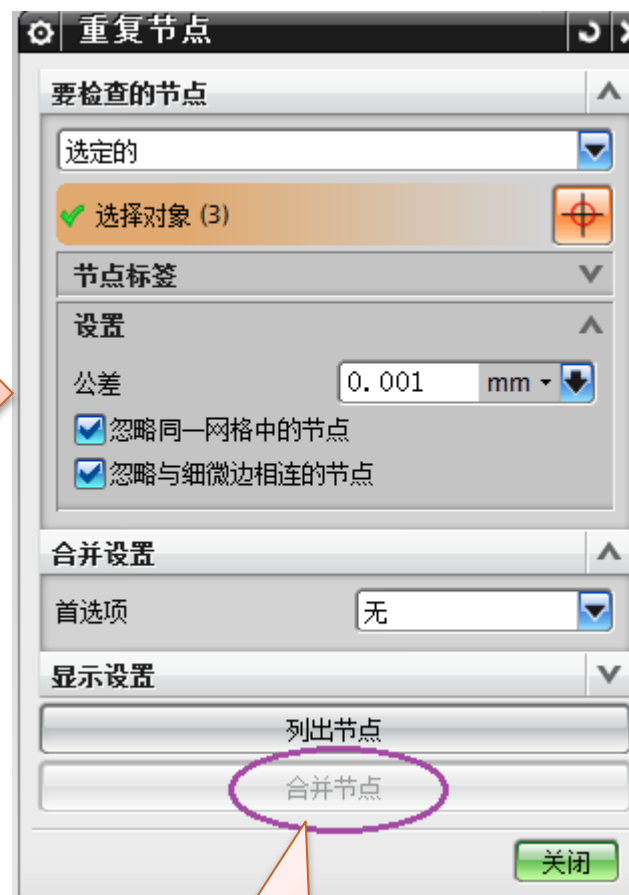 重复节点
要检查的节点
选定的
选择对象 (3)
节点标签
设置
公差 0.001 mm
忽略同一网格中的节点
忽略与细微边相连的节点
合并设置
首选项 无
显示设置
列出节点
合并节点
关闭